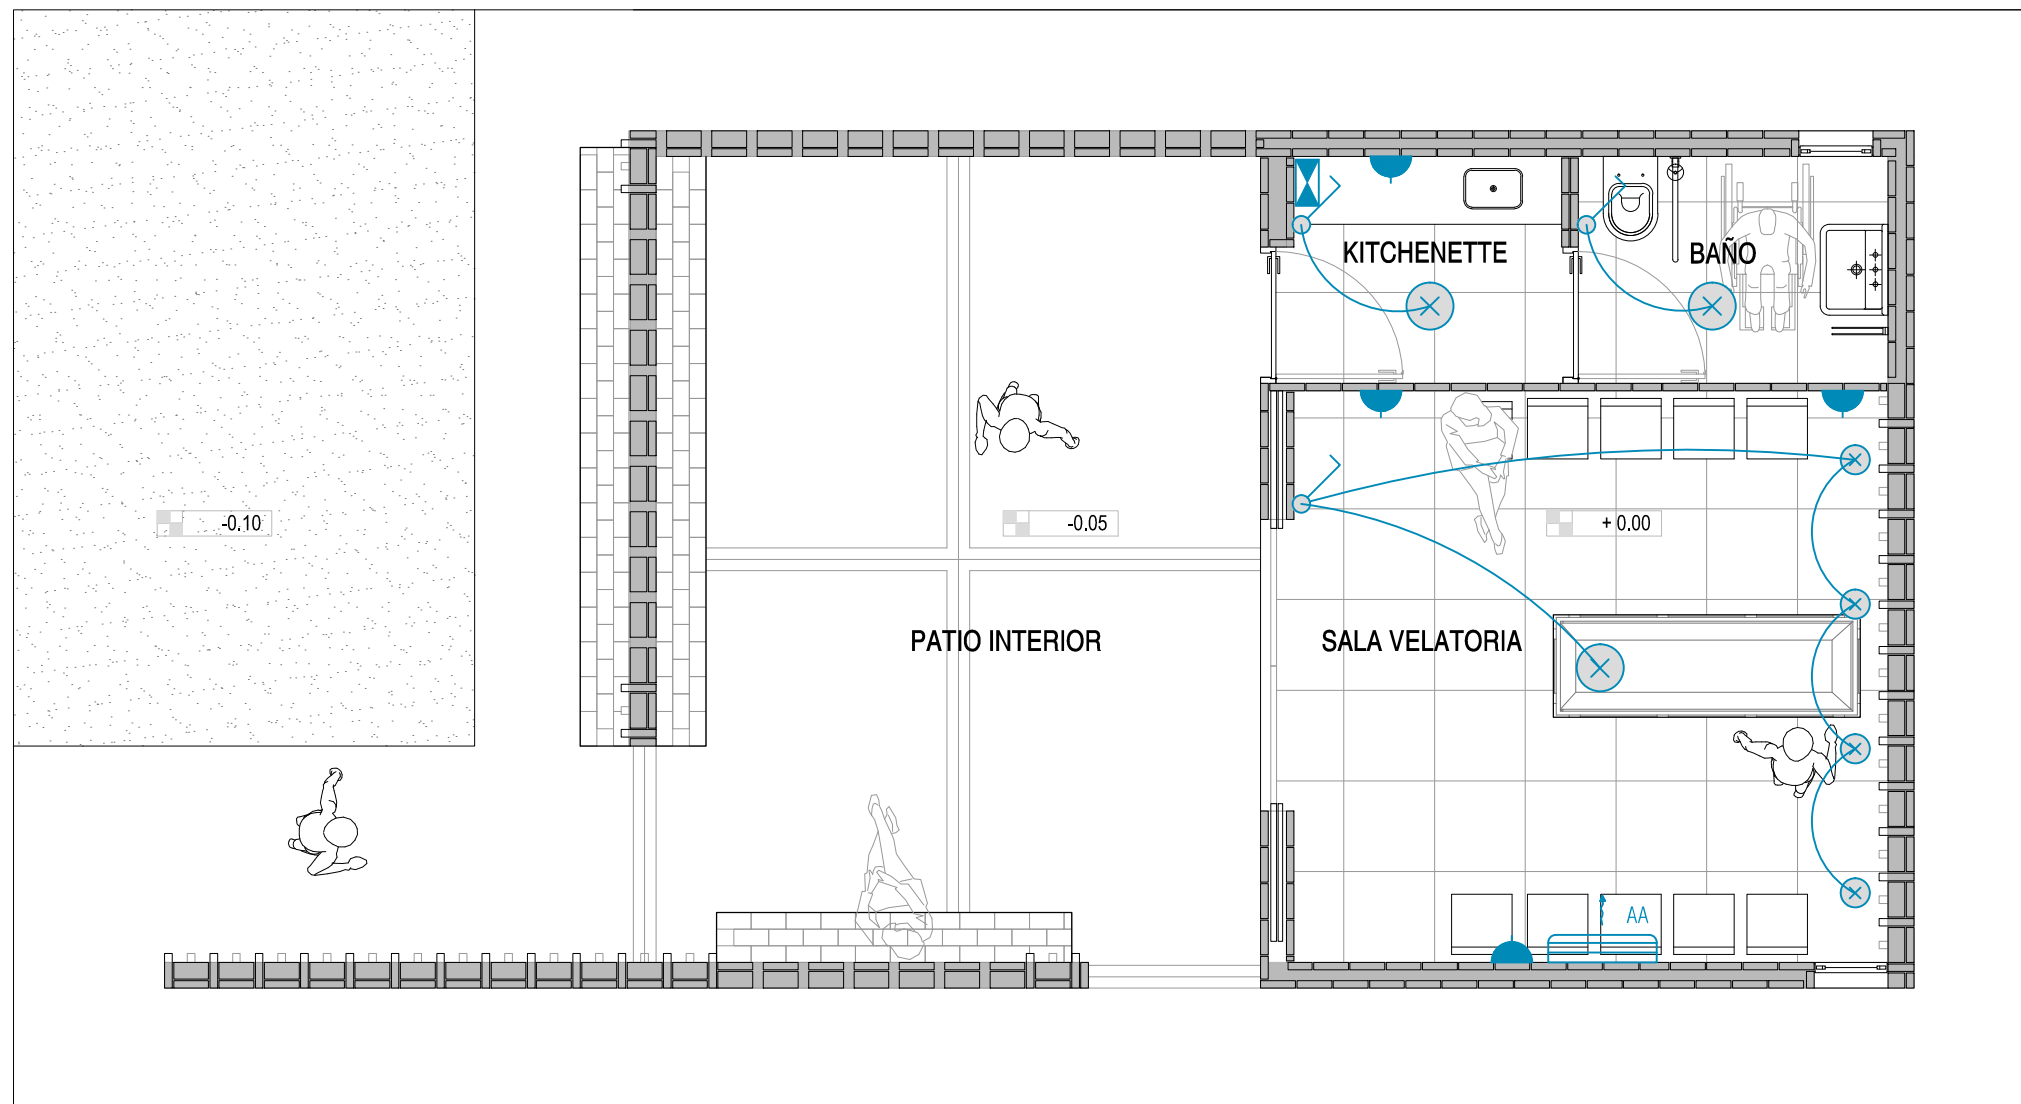 KITCHENETTE
BAÑO
-0.10
-0.05
+ 0.00
PATIO INTERIOR
SALA VELATORIA
AA